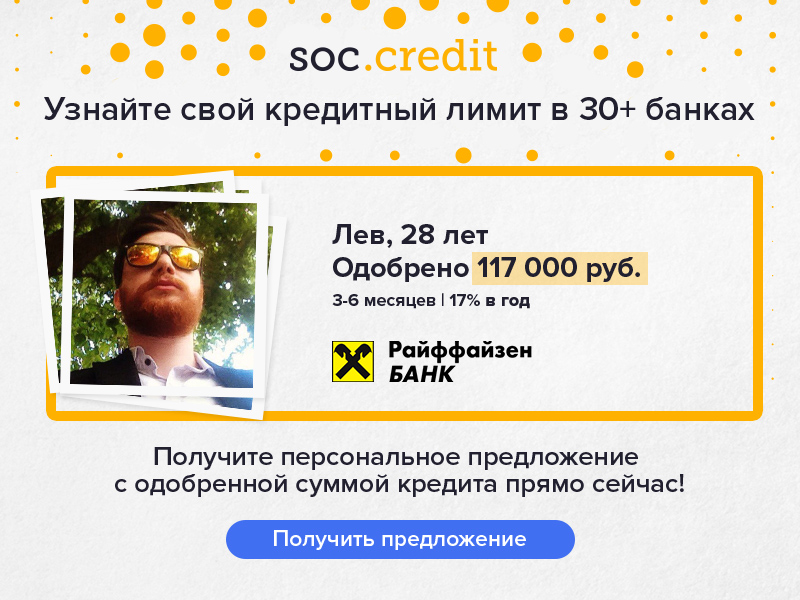 soc.credit
Узнайте свой кредитный лимит в 30+ банках
Лев, 28 лет
Одобрено 117 000 руб.
3-6 месяцев | 17% в год
Райффайзен
БАНК
Получите персональное предложение
с одобренной суммой кредита прямо сейчас!
Получить предложение